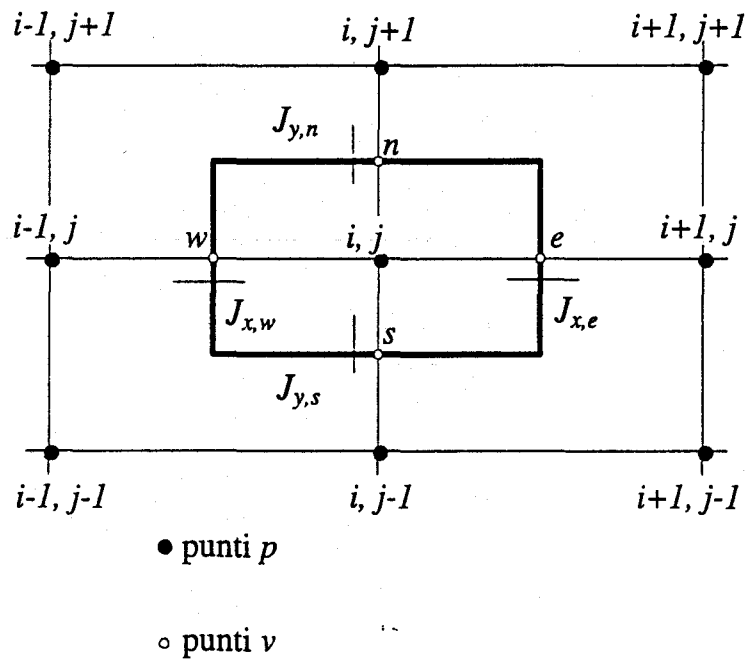 i-1, j+1 i, j+1 i+1, j+1
J_{y,n} n
i-1, j w i, j e i+1, j
J_{x,w} J_{x,e}
s
J_{y,s}
i-1, j-1 i, j-1 i+1, j-1
punti p
punti v